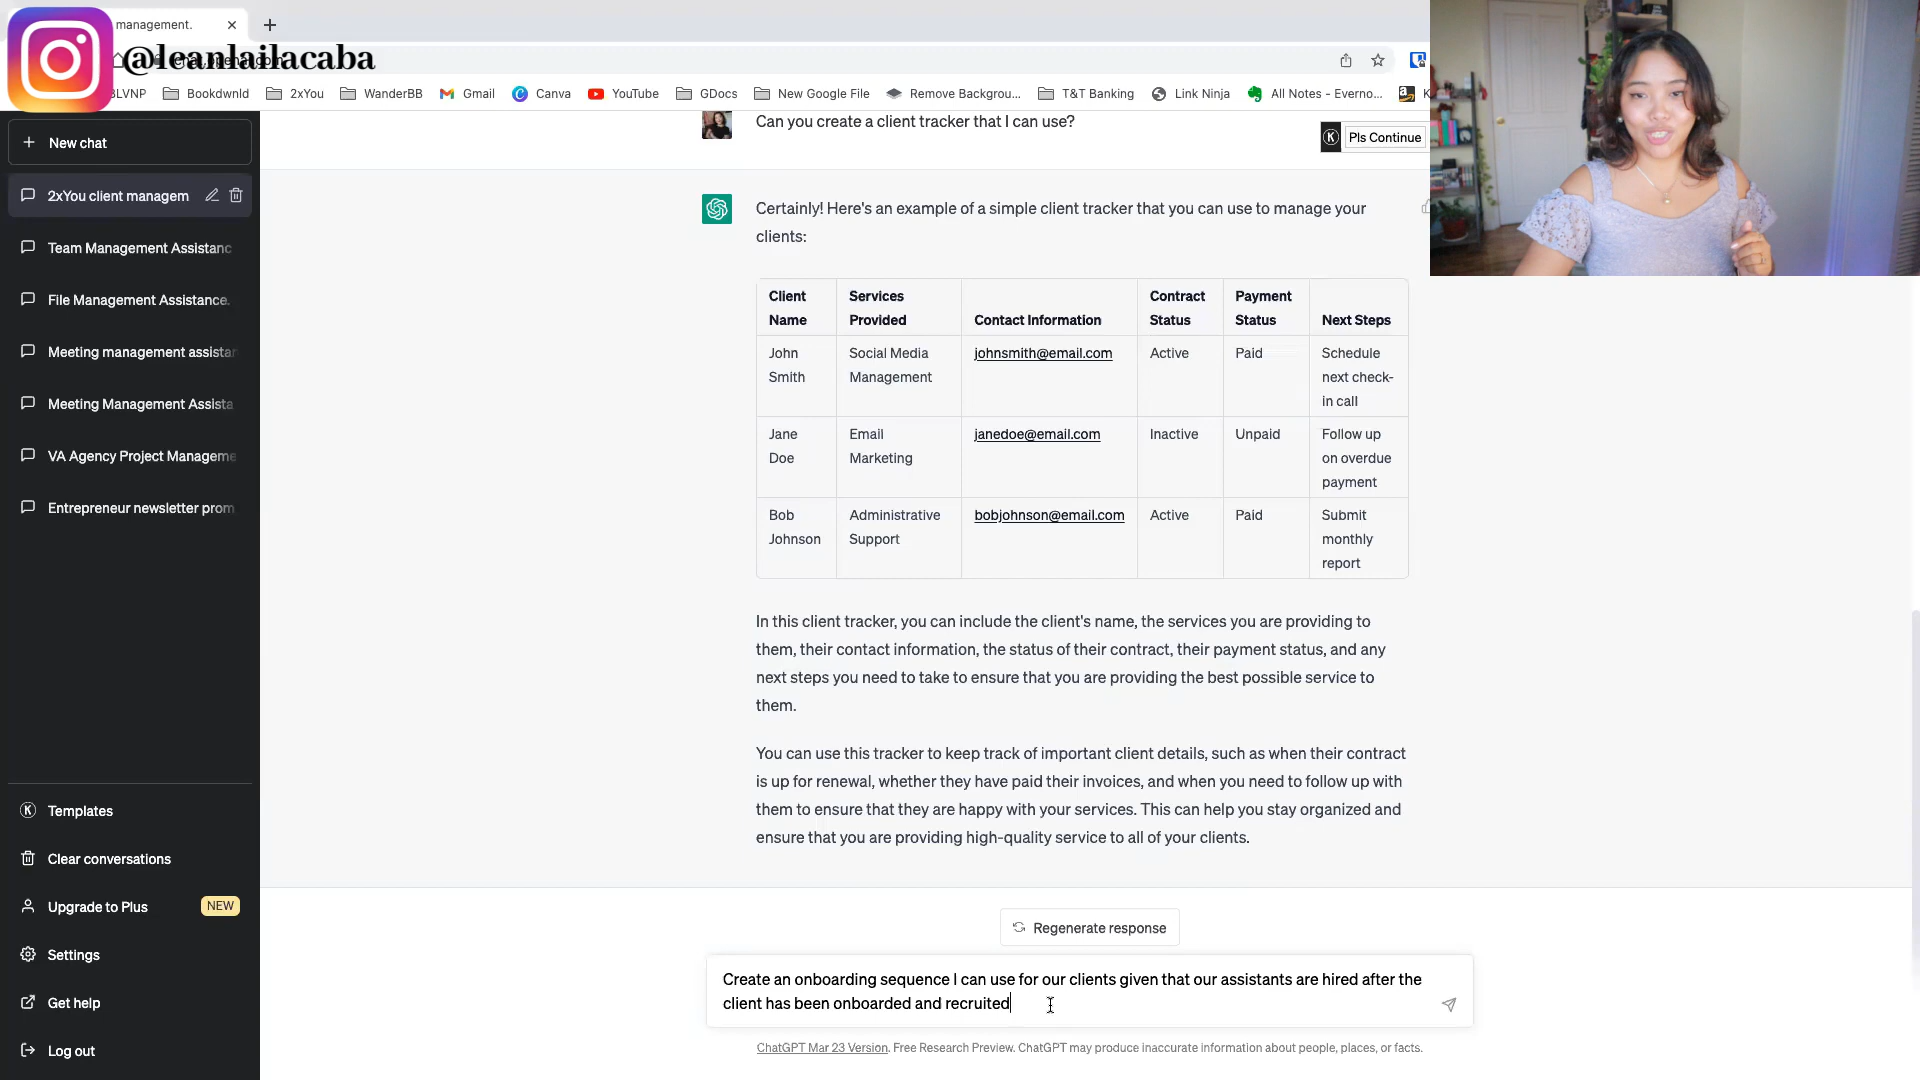 management.
@leanlailacaba
BLVNP
Bookdwnld
2xYou
WanderBB
Gmail
Canva
YouTube
GDocs
New Google File
Remove Backgrou...
T&T Banking
Link Ninja
All Notes - Everno...
K
New chat
2xYou client managem
Team Management Assistanc
File Management Assistance.
Meeting management assistan
Meeting Management Assista
VA Agency Project Manageme
Entrepreneur newsletter prom
Templates
Clear conversations
Upgrade to Plus
NEW
Settings
Get help
Log out
Can you create a client tracker that I can use?
K Pls Continue
Certainly! Here's an example of a simple client tracker that you can use to manage your
clients:
Client Name
Services Provided
Contact Information
Contract Status
Payment Status
Next Steps
John Smith
Social Media Management
johnsmith@email.com
Active
Paid
Schedule next check-in call
Jane Doe
Email Marketing
janedoe@email.com
Inactive
Unpaid
Follow up on overdue payment
Bob Johnson
Administrative Support
bobjohnson@email.com
Active
Paid
Submit monthly report
In this client tracker, you can include the client's name, the services you are providing to
them, their contact information, the status of their contract, their payment status, and any
next steps you need to take to ensure that you are providing the best possible service to
them.
You can use this tracker to keep track of important client details, such as when their contract
is up for renewal, whether they have paid their invoices, and when you need to follow up with
them to ensure that they are happy with your services. This can help you stay organized and
ensure that you are providing high-quality service to all of your clients.
Regenerate response
Create an onboarding sequence I can use for our clients given that our assistants are hired after the
client has been onboarded and recruited
ChatGPT Mar 23 Version. Free Research Preview. ChatGPT may produce inaccurate information about people, places, or facts.